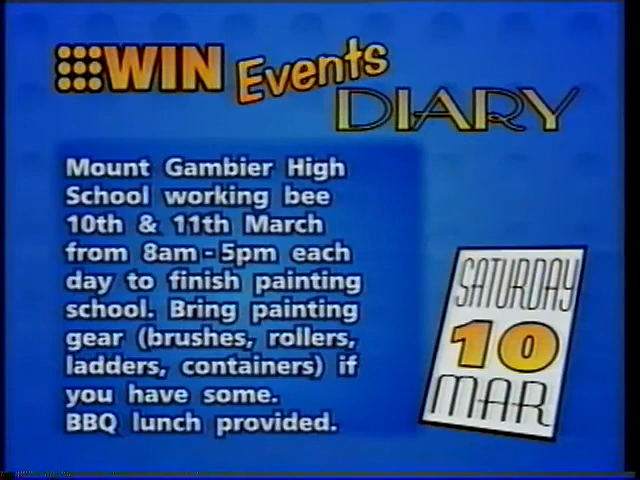 WIN Events
DIARY
Mount Gambier High
School working bee
10th & 11th March
from 8am - 5pm each
day to finish painting
school. Bring painting
gear (brushes, rollers,
ladders, containers) if
you have some.
BBQ lunch provided.
SATURDAY
10
MAR